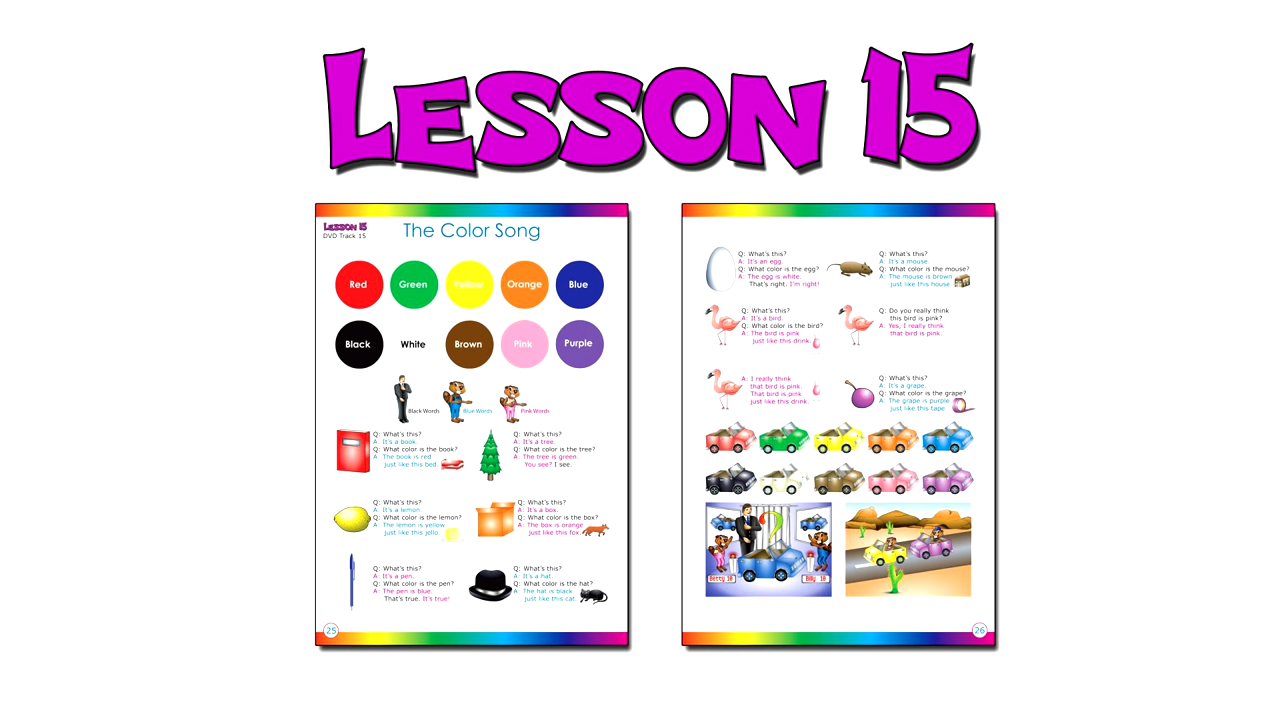 LESSON 15
LESSON 15
DVD Track 15
The Color Song
Red
Green
Yellow
Orange
Blue
Black
White
Brown
Pink
Purple
Black Words
Blue Words
Pink Words
Q: What's this?
A: It's a book.
Q: What color is the book?
A: The book is red
just like this bed.
Q: What's this?
A: It's a tree.
Q: What color is the tree?
A: The tree is green.
You see? I see.
Q: What's this?
A: It's a lemon.
Q: What color is the lemon?
A: The lemon is yellow
just like this jello.
Q: What's this?
A: It's a box.
Q: What color is the box?
A: The box is orange
just like this fox.
Q: What's this?
A: It's a pen.
Q: What color is the pen?
A: The pen is blue.
That's true. It's true!
Q: What's this?
A: It's a hat.
Q: What color is the hat?
A: The hat is black
just like this cat.
25
Q: What's this?
A: It's an egg.
Q: What color is the egg?
A: The egg is white.
That's right, I'm right!
Q: What's this?
A: It's a mouse.
Q: What color is the mouse?
A: The mouse is brown
just like this house.
Q: What's this?
A: It's a bird.
Q: What color is the bird?
A: The bird is pink
just like this drink.
Q: Do you really think
this bird is pink?
A: Yes, I really think
that bird is pink.
A: I really think
that bird is pink.
That bird is pink
just like this drink.
Q: What's this?
A: It's a grape.
Q: What color is the grape?
A: The grape is purple
just like this tape.
Betty 10
Billy 10
26